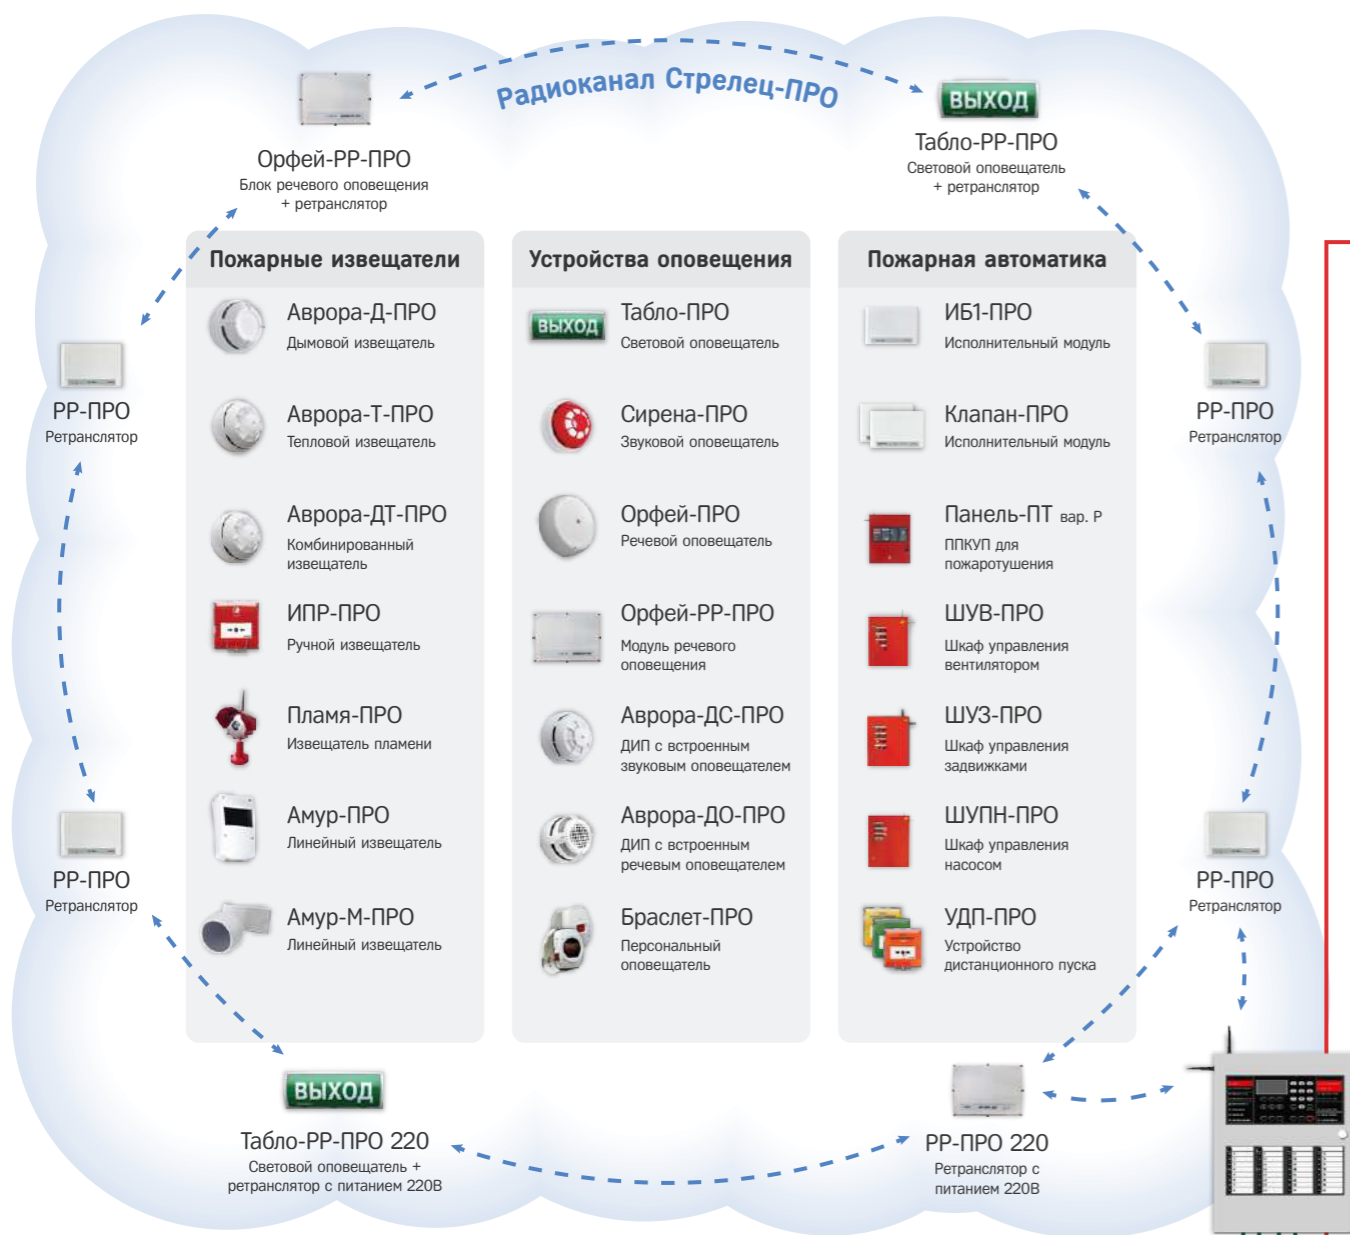 Радиоканал Стрелец-ПРО
ВЫХОД
Орфей-РР-ПРО
Блок речевого оповещения
+ ретранслятор
Табло-РР-ПРО
Световой оповещатель
+ ретранслятор
РР-ПРО
Ретранслятор
РР-ПРО
Ретранслятор
Пожарные извещатели
Аврора-Д-ПРО
Дымовой извещатель
Аврора-Т-ПРО
Тепловой извещатель
Аврора-ДТ-ПРО
Комбинированный
извещатель
ИПР-ПРО
Ручной извещатель
Пламя-ПРО
Извещатель пламени
Амур-ПРО
Линейный извещатель
Амур-М-ПРО
Линейный извещатель
Устройства оповещения
ВЫХОД
Табло-ПРО
Световой оповещатель
Сирена-ПРО
Звуковой оповещатель
Орфей-ПРО
Речевой оповещатель
Орфей-РР-ПРО
Модуль речевого
оповещения
Аврора-ДС-ПРО
ДИП с встроенным
звуковым оповещателем
Аврора-ДО-ПРО
ДИП с встроенным
речевым оповещателем
Браслет-ПРО
Персональный
оповещатель
Пожарная автоматика
ИБ1-ПРО
Исполнительный модуль
Клапан-ПРО
Исполнительный модуль
Панель-ПТ вар. Р
ППКУП для
пожаротушения
ШУВ-ПРО
Шкаф управления
вентилятором
ШУЗ-ПРО
Шкаф управления
задвижками
ШУПН-ПРО
Шкаф управления
насосом
УДП-ПРО
Устройство
дистанционного пуска
РР-ПРО
Ретранслятор
РР-ПРО
Ретранслятор
ВЫХОД
Табло-РР-ПРО 220
Световой оповещатель +
ретранслятор с питанием 220В
РР-ПРО 220
Ретранслятор с
питанием 220В